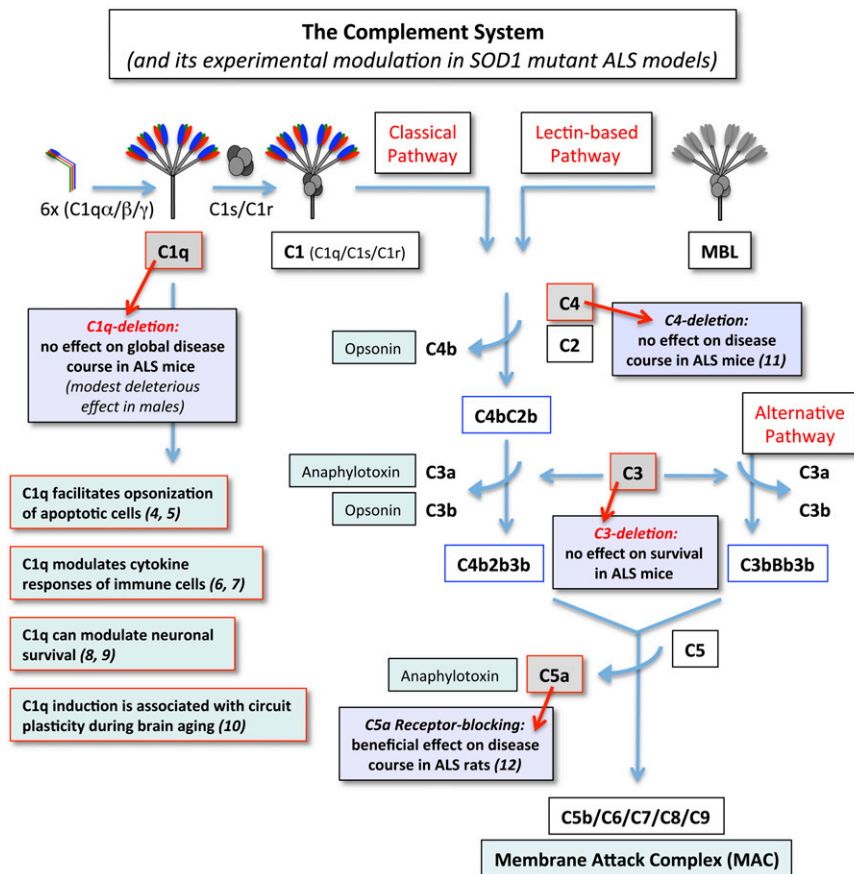 The Complement System
(and its experimental modulation in SOD1 mutant ALS models)
Classical
Pathway
Lectin-based
Pathway
6x (C1qα/β/γ)
C1s/C1r
C1q
C1 (C1q/C1s/C1r)
MBL
C1q-deletion:
no effect on global disease
course in ALS mice
(modest deleterious
effect in males)
C4
C2
C4-deletion:
no effect on disease
course in ALS mice (11)
Opsonin
C4b
C4bC2b
Alternative
Pathway
Anaphylotoxin
C3a
Opsonin
C3b
C3
C3a
C3b
C3-deletion:
no effect on survival
in ALS mice
C4b2b3b
C3bBb3b
C1q facilitates opsonization
of apoptotic cells (4, 5)
C1q modulates cytokine
responses of immune cells (6, 7)
C1q can modulate neuronal
survival (8, 9)
C1q induction is associated with circuit
plasticity during brain aging (10)
C5
Anaphylotoxin
C5a
C5a Receptor-blocking:
beneficial effect on disease
course in ALS rats (12)
C5b/C6/C7/C8/C9
Membrane Attack Complex (MAC)